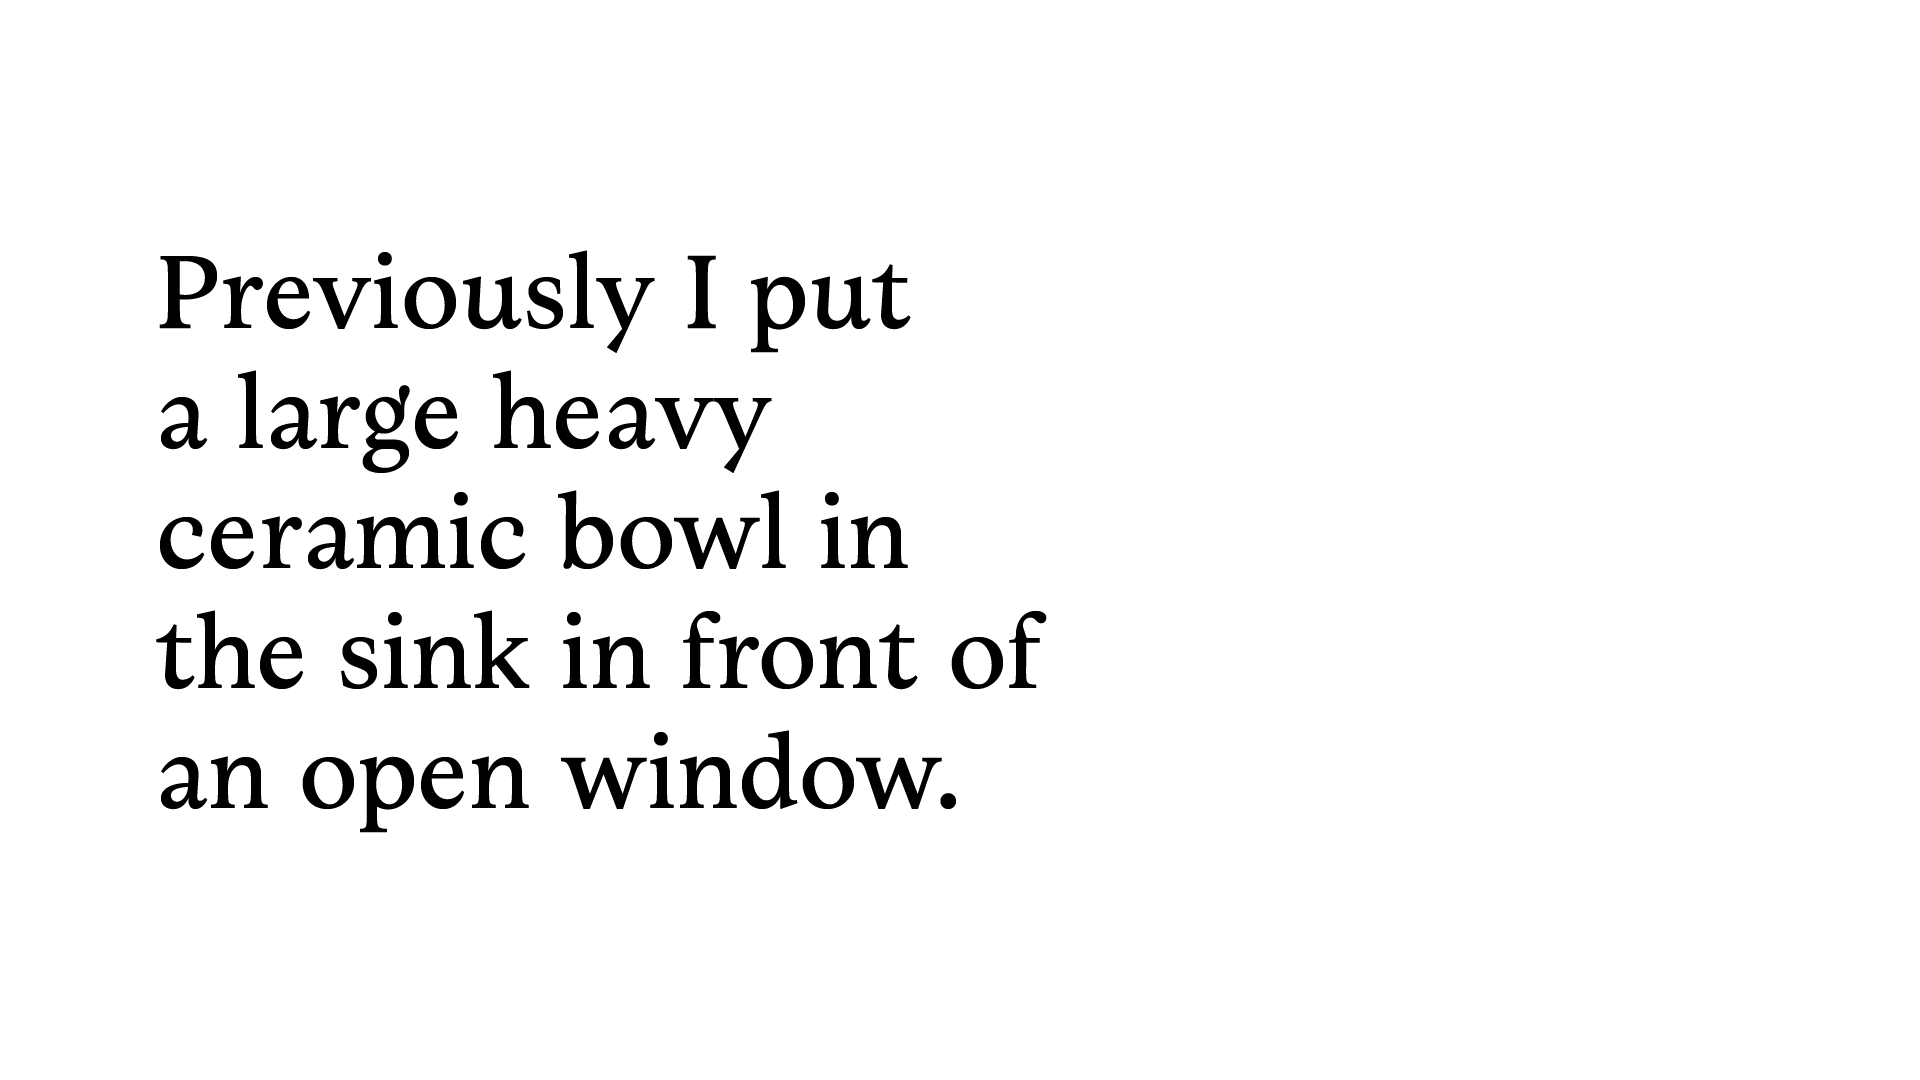 Previously I put
a large heavy
ceramic bowl in
the sink in front of
an open window.